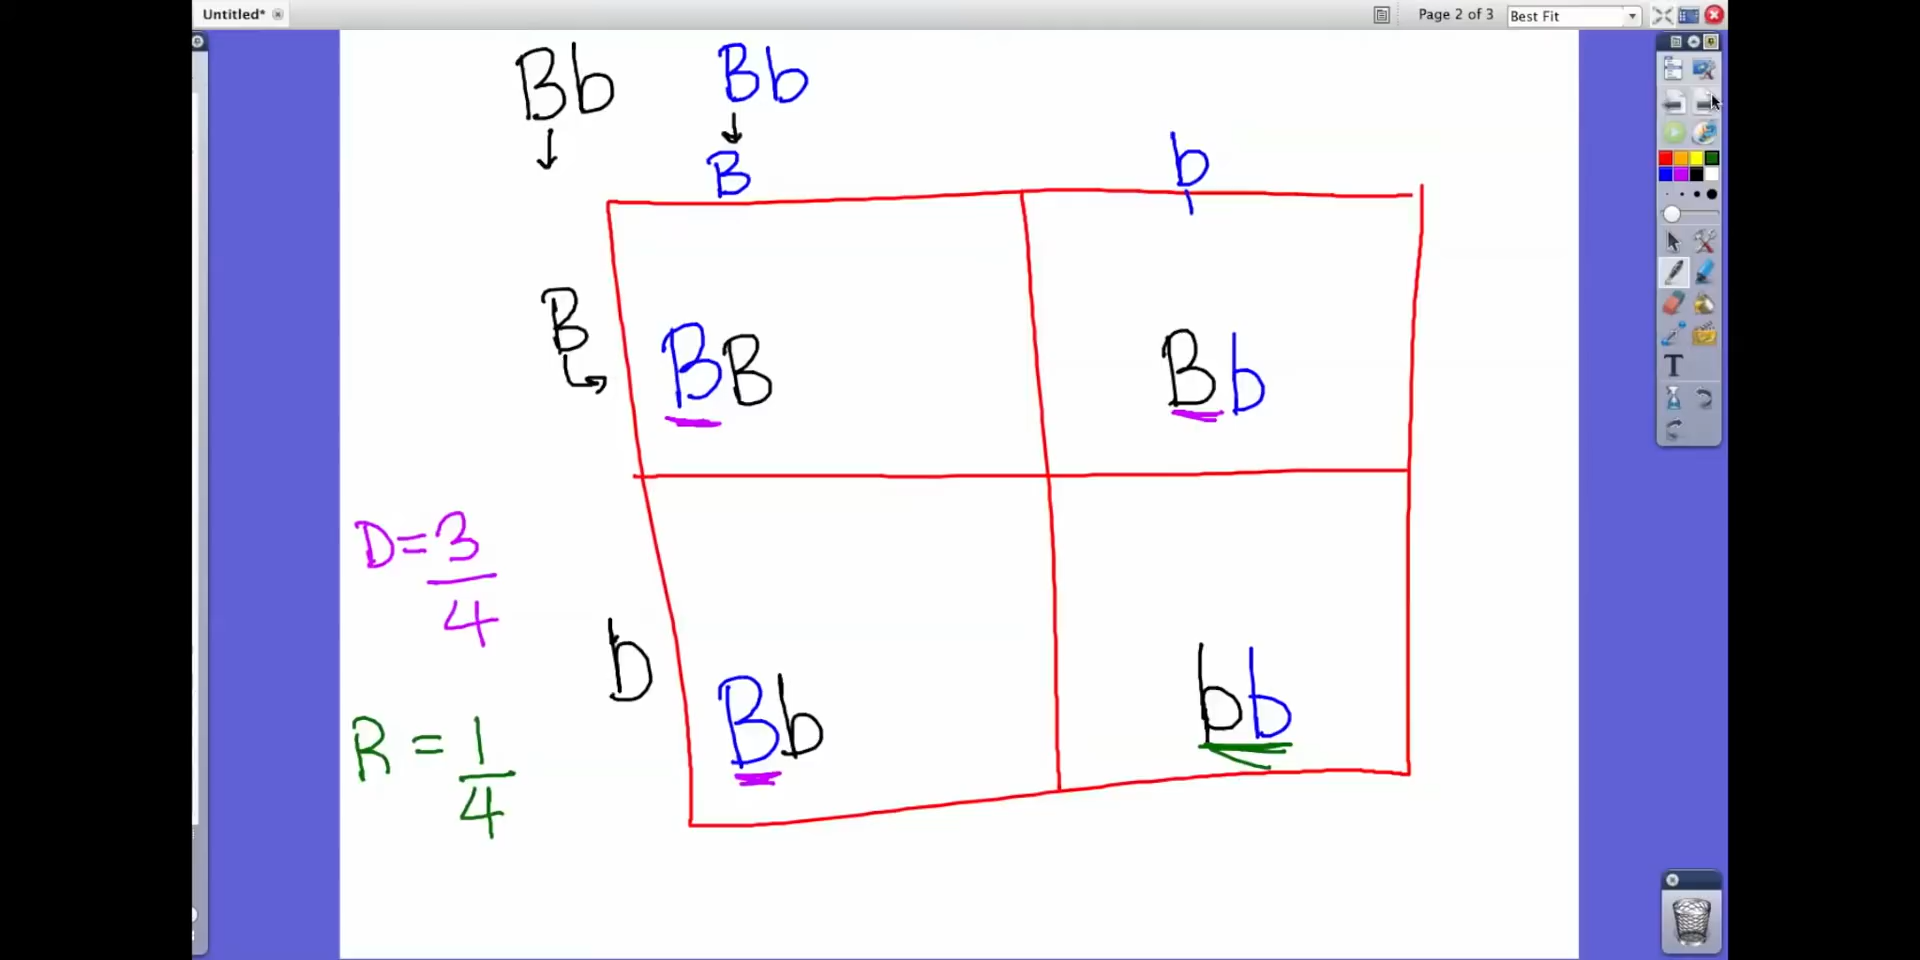 Untitled*
Page 2 of 3
Best Fit
Bb Bb
B b
B
BB Bb
D = 3/4
b
Bb bb
R = 1/4
T